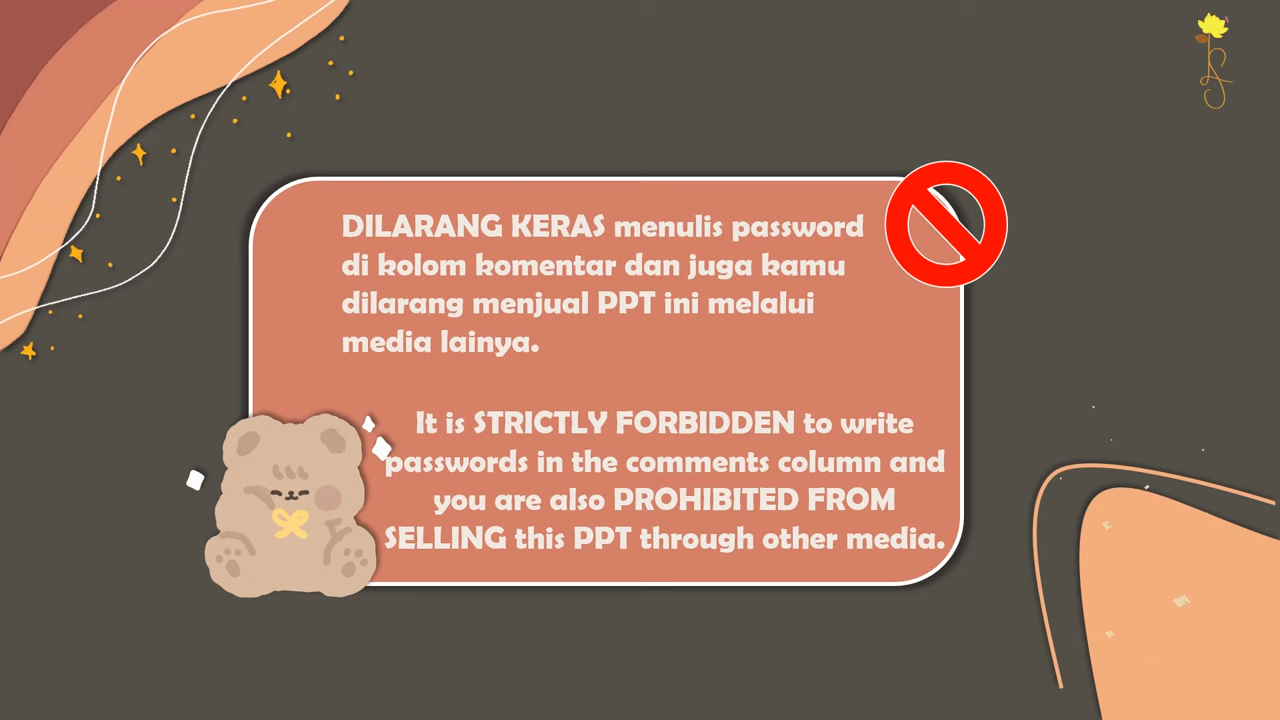 DILARANG KERAS menulis password
di kolom komentar dan juga kamu
dilarang menjual PPT ini melalui
media lainya.
It is STRICTLY FORBIDDEN to write
passwords in the comments column and
you are also PROHIBITED FROM
SELLING this PPT through other media.